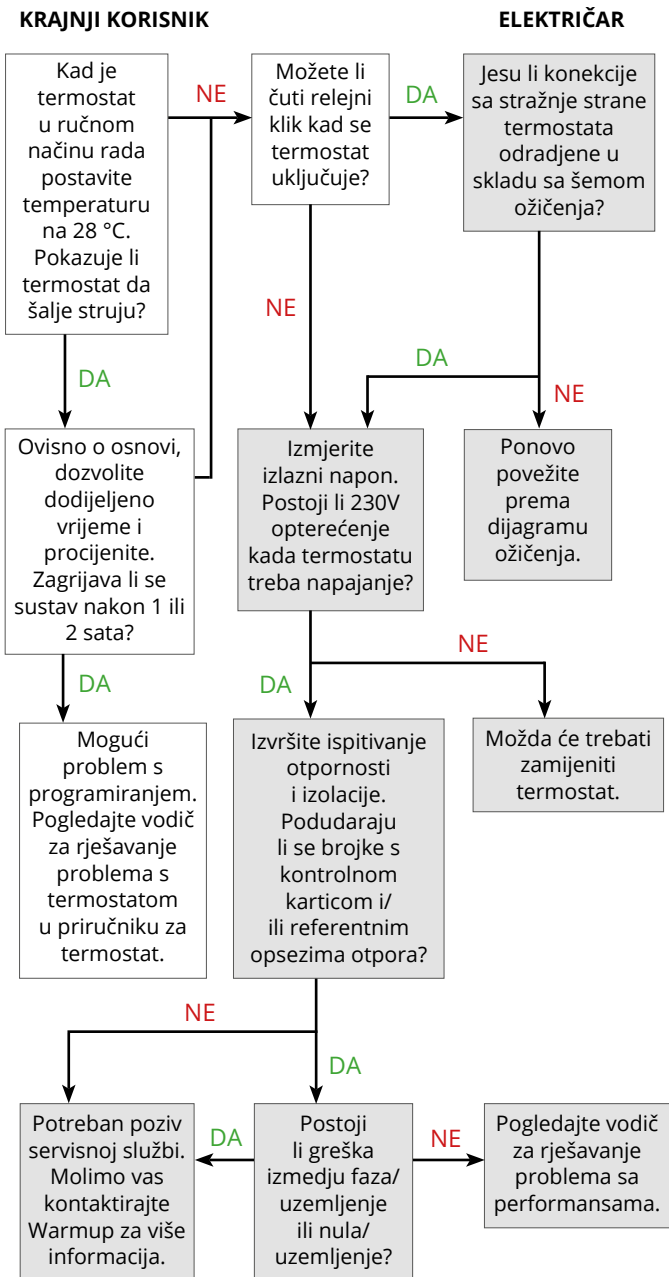 KRAJNJI KORISNIK
ELEKTRIČAR
Kad je
termostat
u ručnom
načinu rada
postavite
temperaturu
na 28 °C.
Pokazuje li
termostat da
šalje struju?
NE
Možete li
čuti relejni
klik kad se
termostat
uključuje?
DA
Jesu li konekcije
sa stražnje strane
termostata
odradjene u
skladu sa šemom
ožičenja?
NE
DA
DA
NE
Ovisno o osnovi,
dozvolite
dodijeljeno
vrijeme i
procijenite.
Zagrijava li se
sustav nakon 1 ili
2 sata?
Izmjerite
izlazni napon.
Postoji li 230V
opterećenje
kada termostatu
treba napajanje?
Ponovo
povežite
prema
dijagramu
ožičenja.
DA
DA
NE
Mogući
problem s
programiranjem.
Pogledajte vodič
za rješavanje
problema s
termostatom
u priručniku za
termostat.
Izvršite ispitivanje
otpornosti
i izolacije.
Podudaraju
li se brojke s
kontrolnom
karticom i/
ili referentnim
opsezima otpora?
Možda će trebati
zamijeniti
termostat.
NE
DA
Potreban poziv
servisnoj službi.
Molimo vas
kontaktirajte
Warmup za više
informacija.
DA
Postoji
li greška
izmedju faza/
uzemljenje
ili nula/
uzemljenje?
NE
Pogledajte vodič
za rješavanje
problema sa
performansama.